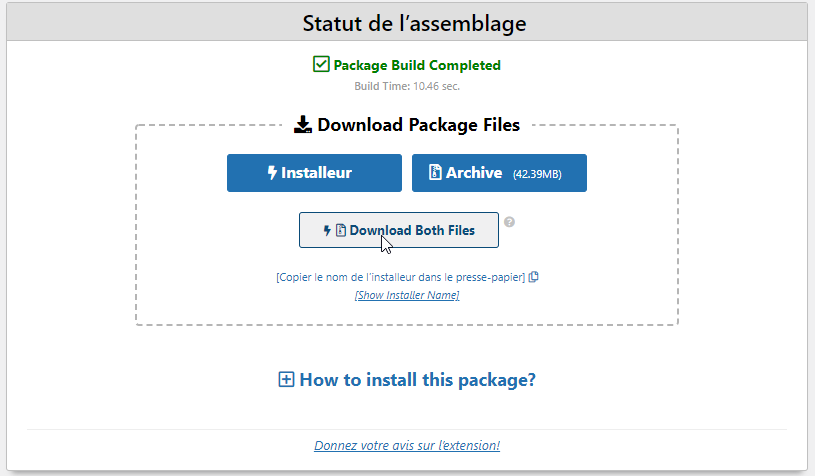 Statut de l’assemblage
Package Build Completed
Build Time: 10.46 sec.
Download Package Files
Installeur
Archive (42.39MB)
Download Both Files ?
[Copier le nom de l'installeur dans le presse-papier]
[Show Installer Name]
How to install this package?
Donnez votre avis sur l'extension!